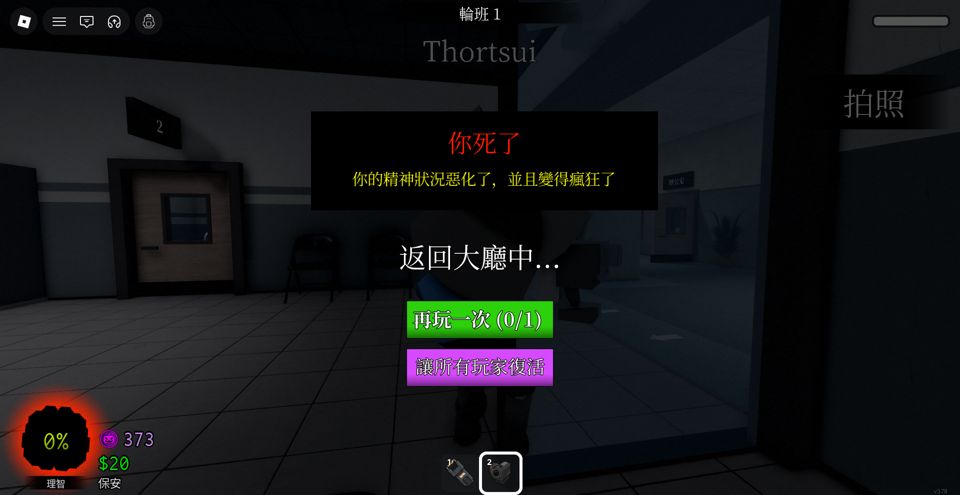 輪班 1
Thortsui
拍照
2
你死了
你的精神狀況惡化了，並且變得瘋狂了
返回大廳中...
再玩一次 (0/1)
讓所有玩家復活
0%
373
$20
理智
保安
1
2